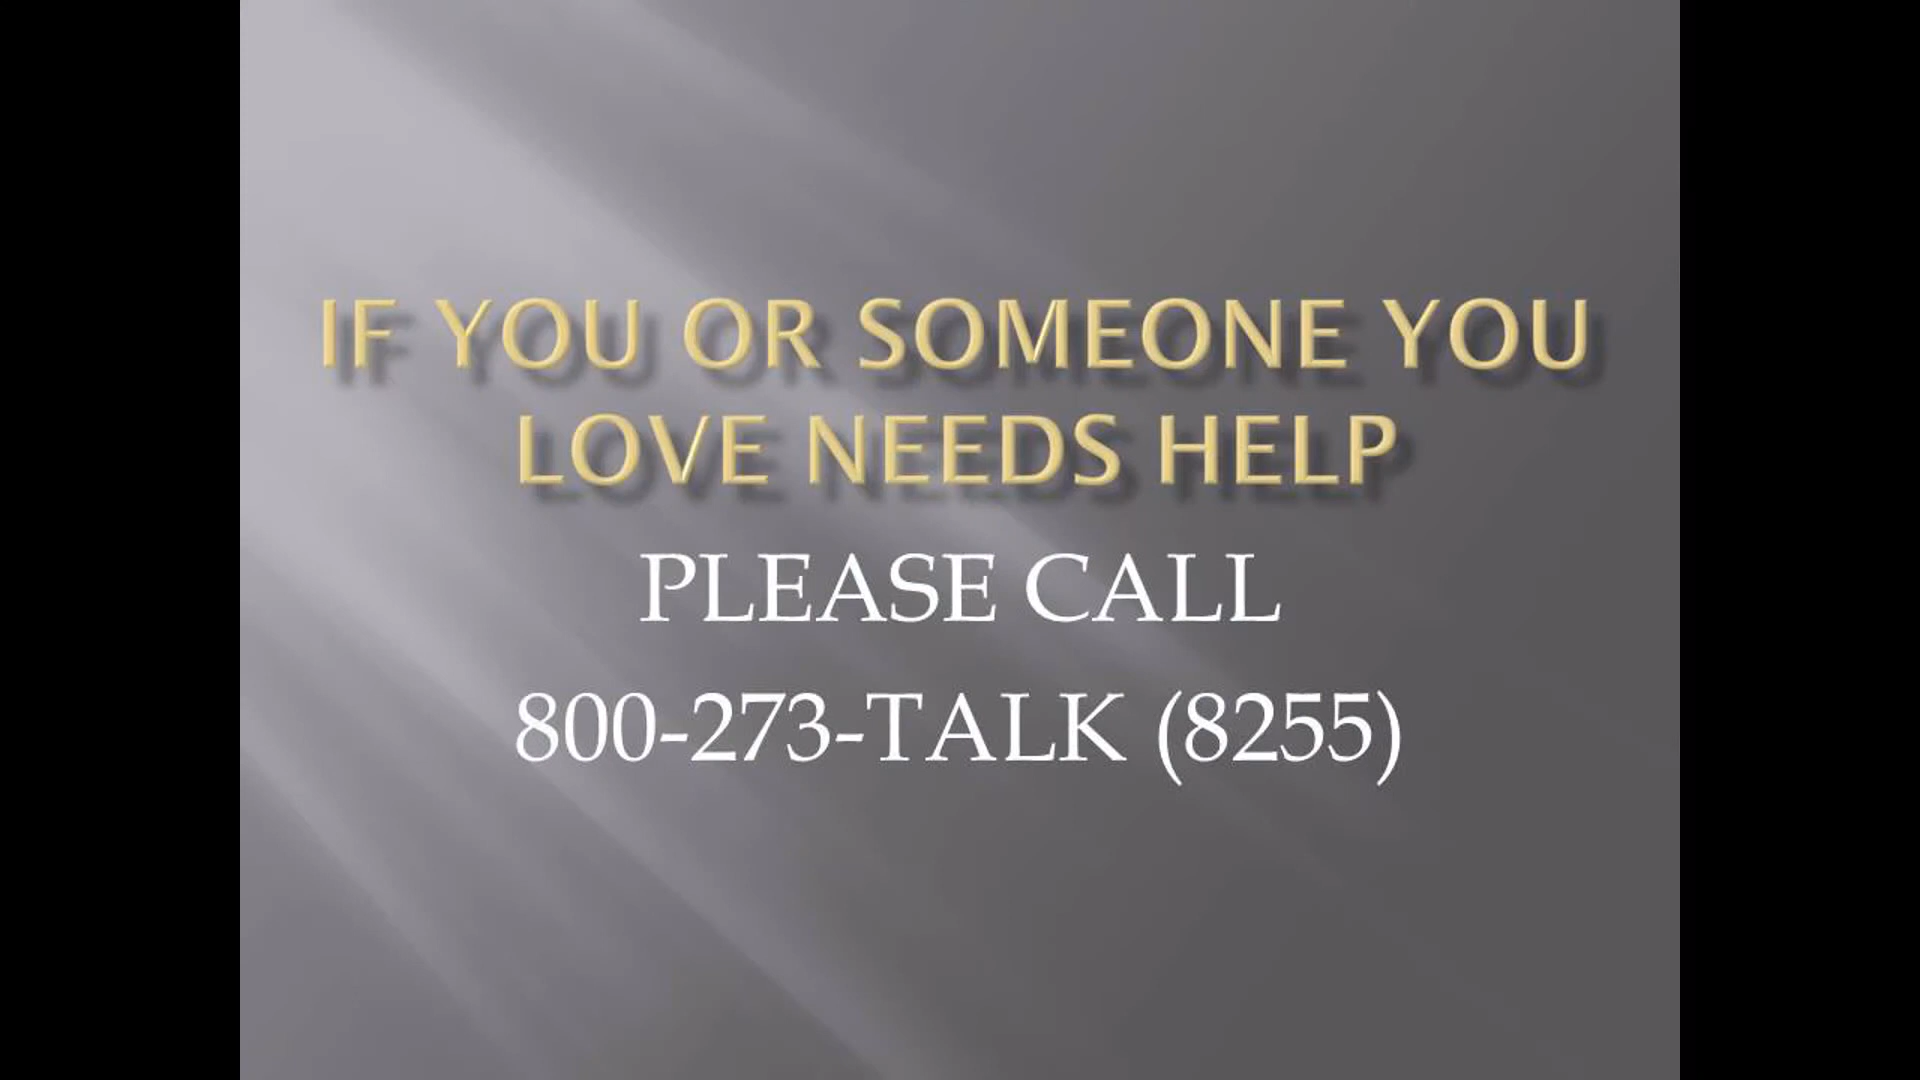 IF YOU OR SOMEONE YOU
LOVE NEEDS HELP
PLEASE CALL
800-273-TALK (8255)